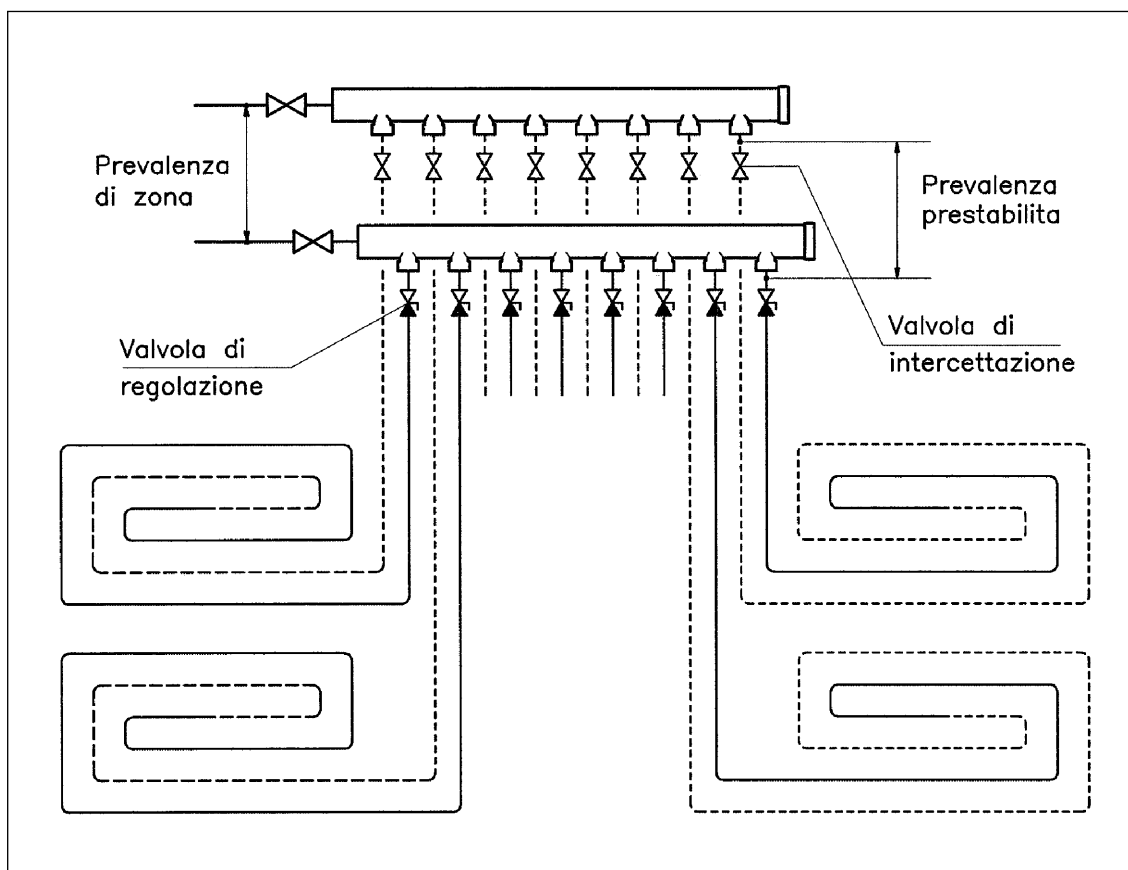 Prevalenza
di zona
Prevalenza
prestabilita
Valvola di
regolazione
Valvola di
intercettazione